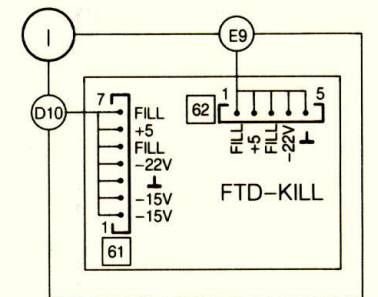 I
E9
D10
7
FILL
+5
FILL
-22V
⊥
-15V
-15V
1
61
62
1
5
FILL
+5
FILL
-22V
⊥
FTD-KILL